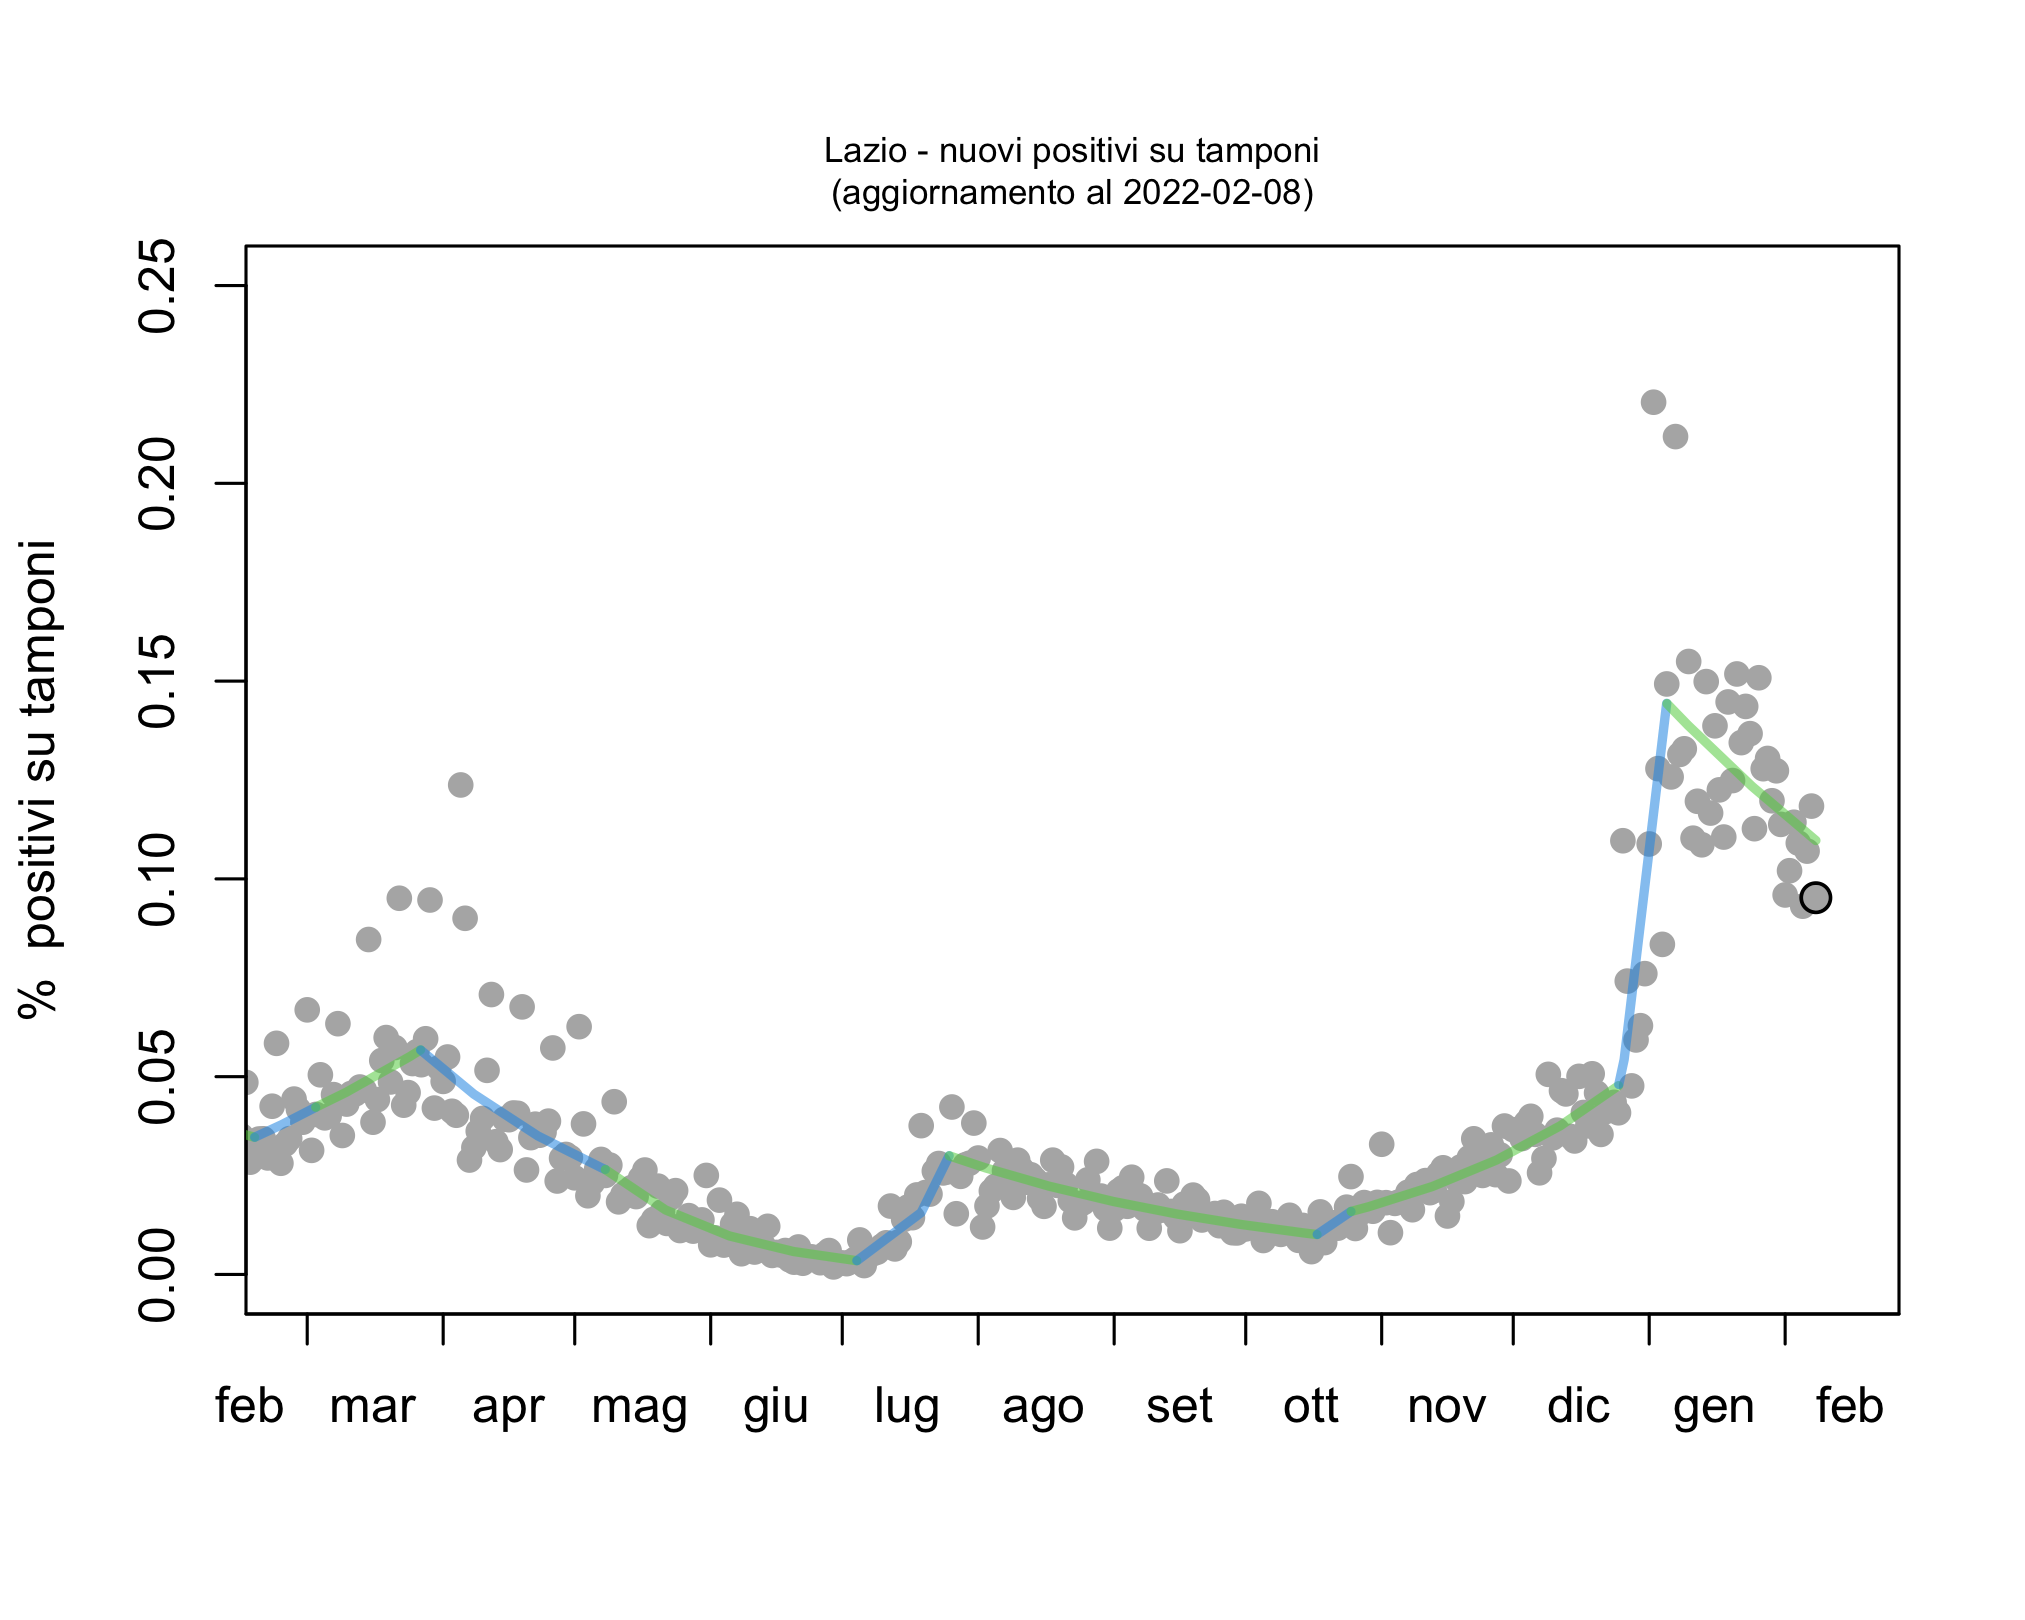 Lazio - nuovi positivi su tamponi
(aggiornamento al 2022-02-08)
% positivi su tamponi
0.25
0.20
0.15
0.10
0.05
0.00
feb mar apr mag giu lug ago set ott nov dic gen feb